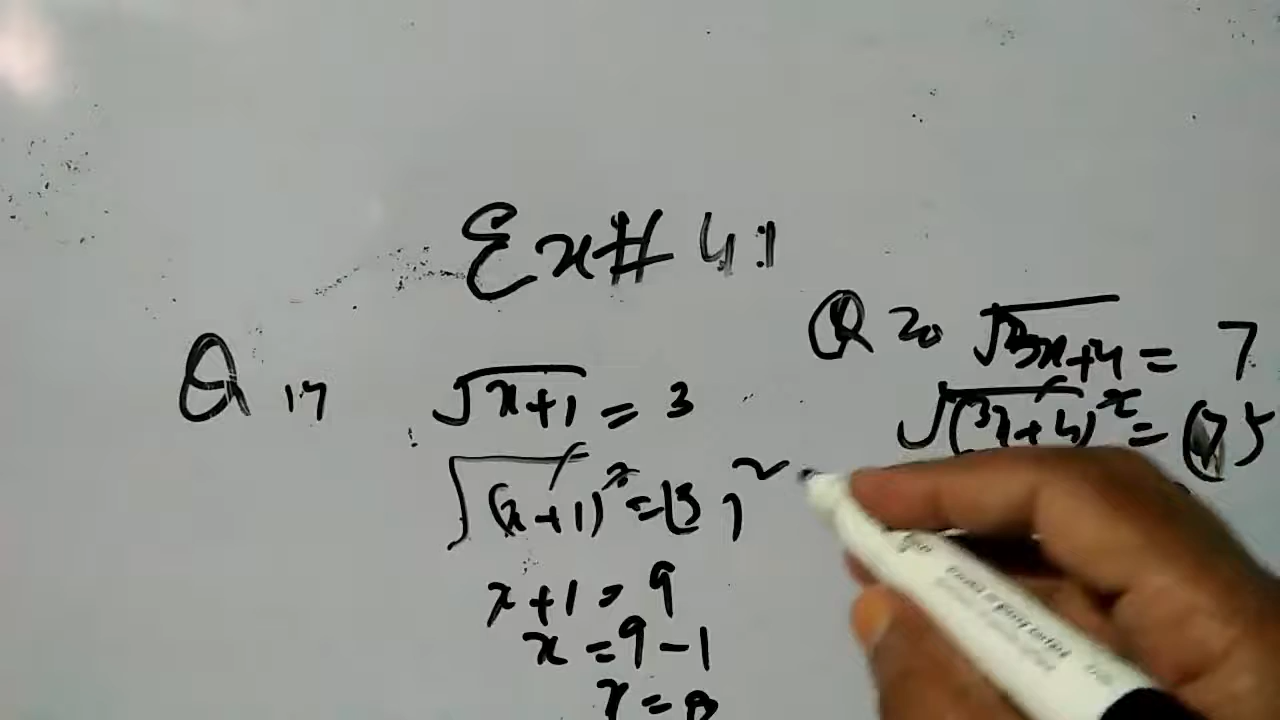 Ex# 4:1
Q 17
√x+1 = 3
√(x+1)² = (3)²
x+1 = 9
x = 9-1
x = 8
Q 20 √3x+4 = 7
√(3x+4)² = (7)